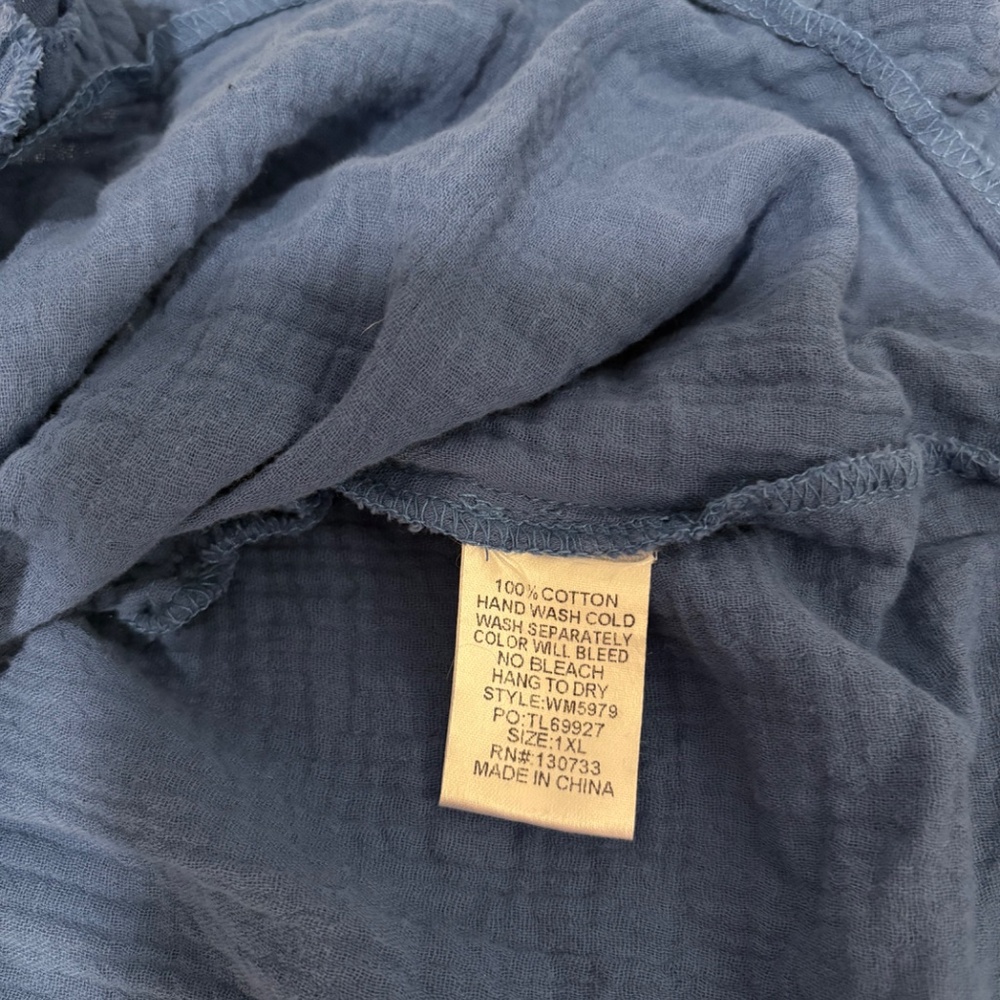 100% COTTON
HAND WASH COLD
WASH SEPARATELY
COLOR WILL BLEED
NO BLEACH
HANG TO DRY
STYLE:WM5979
PO:TL69927
SIZE:1XL
RN#:130733
MADE IN CHINA